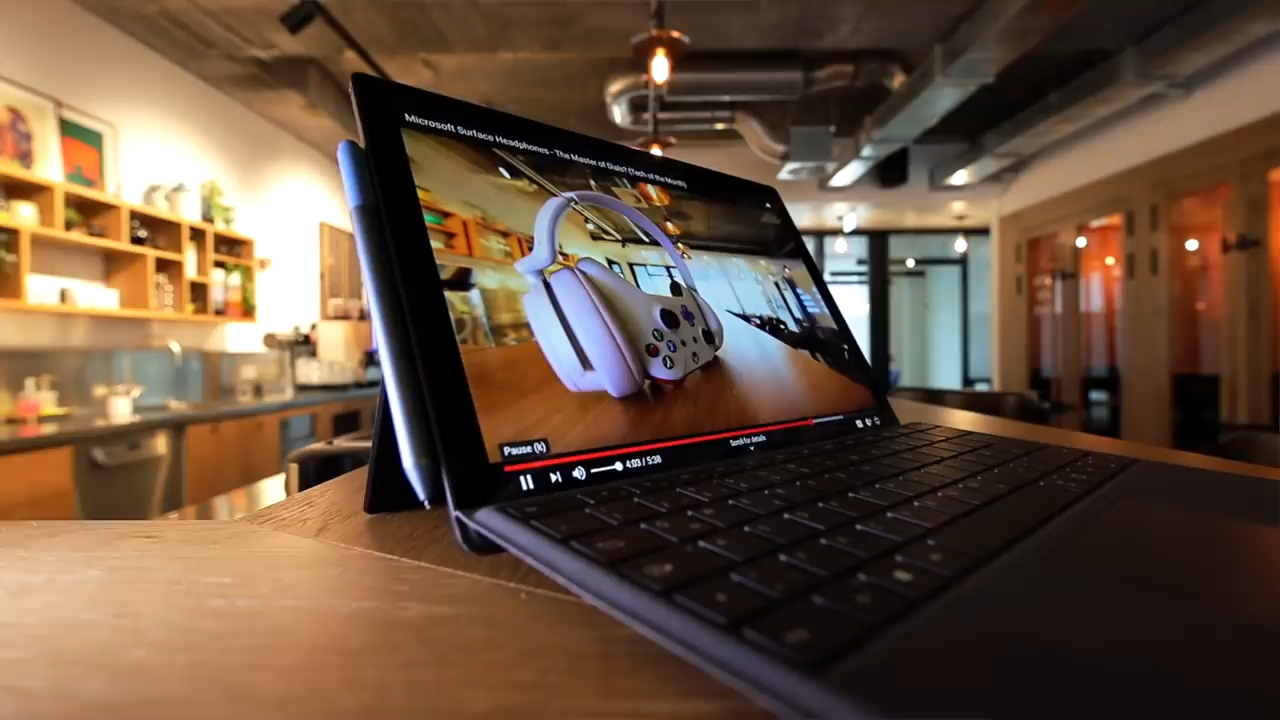 Microsoft Surface Headphones - The Master of Dials? (Tech of the Month)
Pause (k)
Scroll for details
4:03 / 5:38